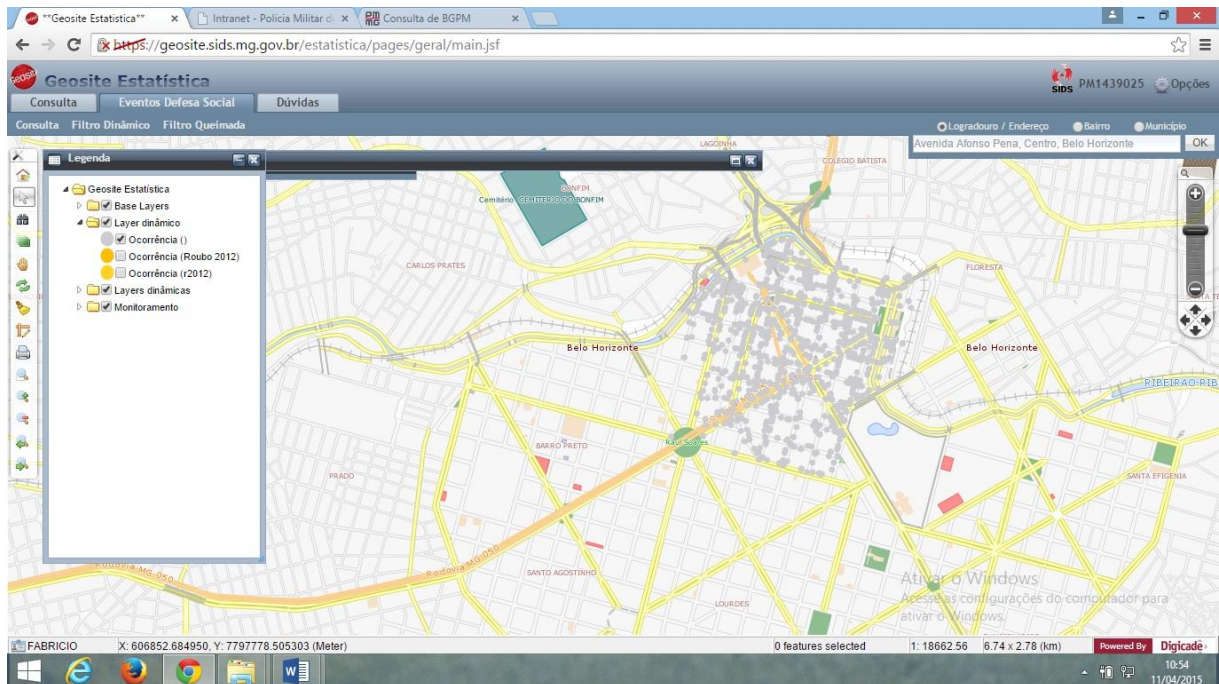 **Geosite Estatistica**
Intranet - Polícia Militar d
Consulta de BGPM
https://geosite.sids.mg.gov.br/estatistica/pages/geral/main.jsf
Geosite Estatística
SIDS PM1439025 Opções
Consulta Eventos Defesa Social Dúvidas
Consulta Filtro Dinâmico Filtro Queimada
Logradouro / Endereço Bairro Município
Avenida Afonso Pena, Centro, Belo Horizonte OK
Legenda
Geosite Estatística
Base Layers
Layer dinâmico
Ocorrência ()
Ocorrência (Roubo 2012)
Ocorrência (r2012)
Layers dinâmicas
Monitoramento
LAGOINHA
COLEGIO BATISTA
BONFIM
Cemitério CEMITERIO DO BONFIM
CARLOS PRATES
FLORESTA
Belo Horizonte
Belo Horizonte
RIBEIRAO RIB
BARRO PRETO
Raul Soares
PRADO
SANTA EFIGENIA
Rodovia MG-050
Rodovia MG-050
SANTO AGOSTINHO
LOURDES
Ativar o Windows
Acesse as configurações do computador para
ativar o Windows.
FABRICIO X: 606852.684950, Y: 7797778.505303 (Meter) 0 features selected 1: 18662.56 6.74 x 2.78 (km) Powered By Digicade
10:54
11/04/2015